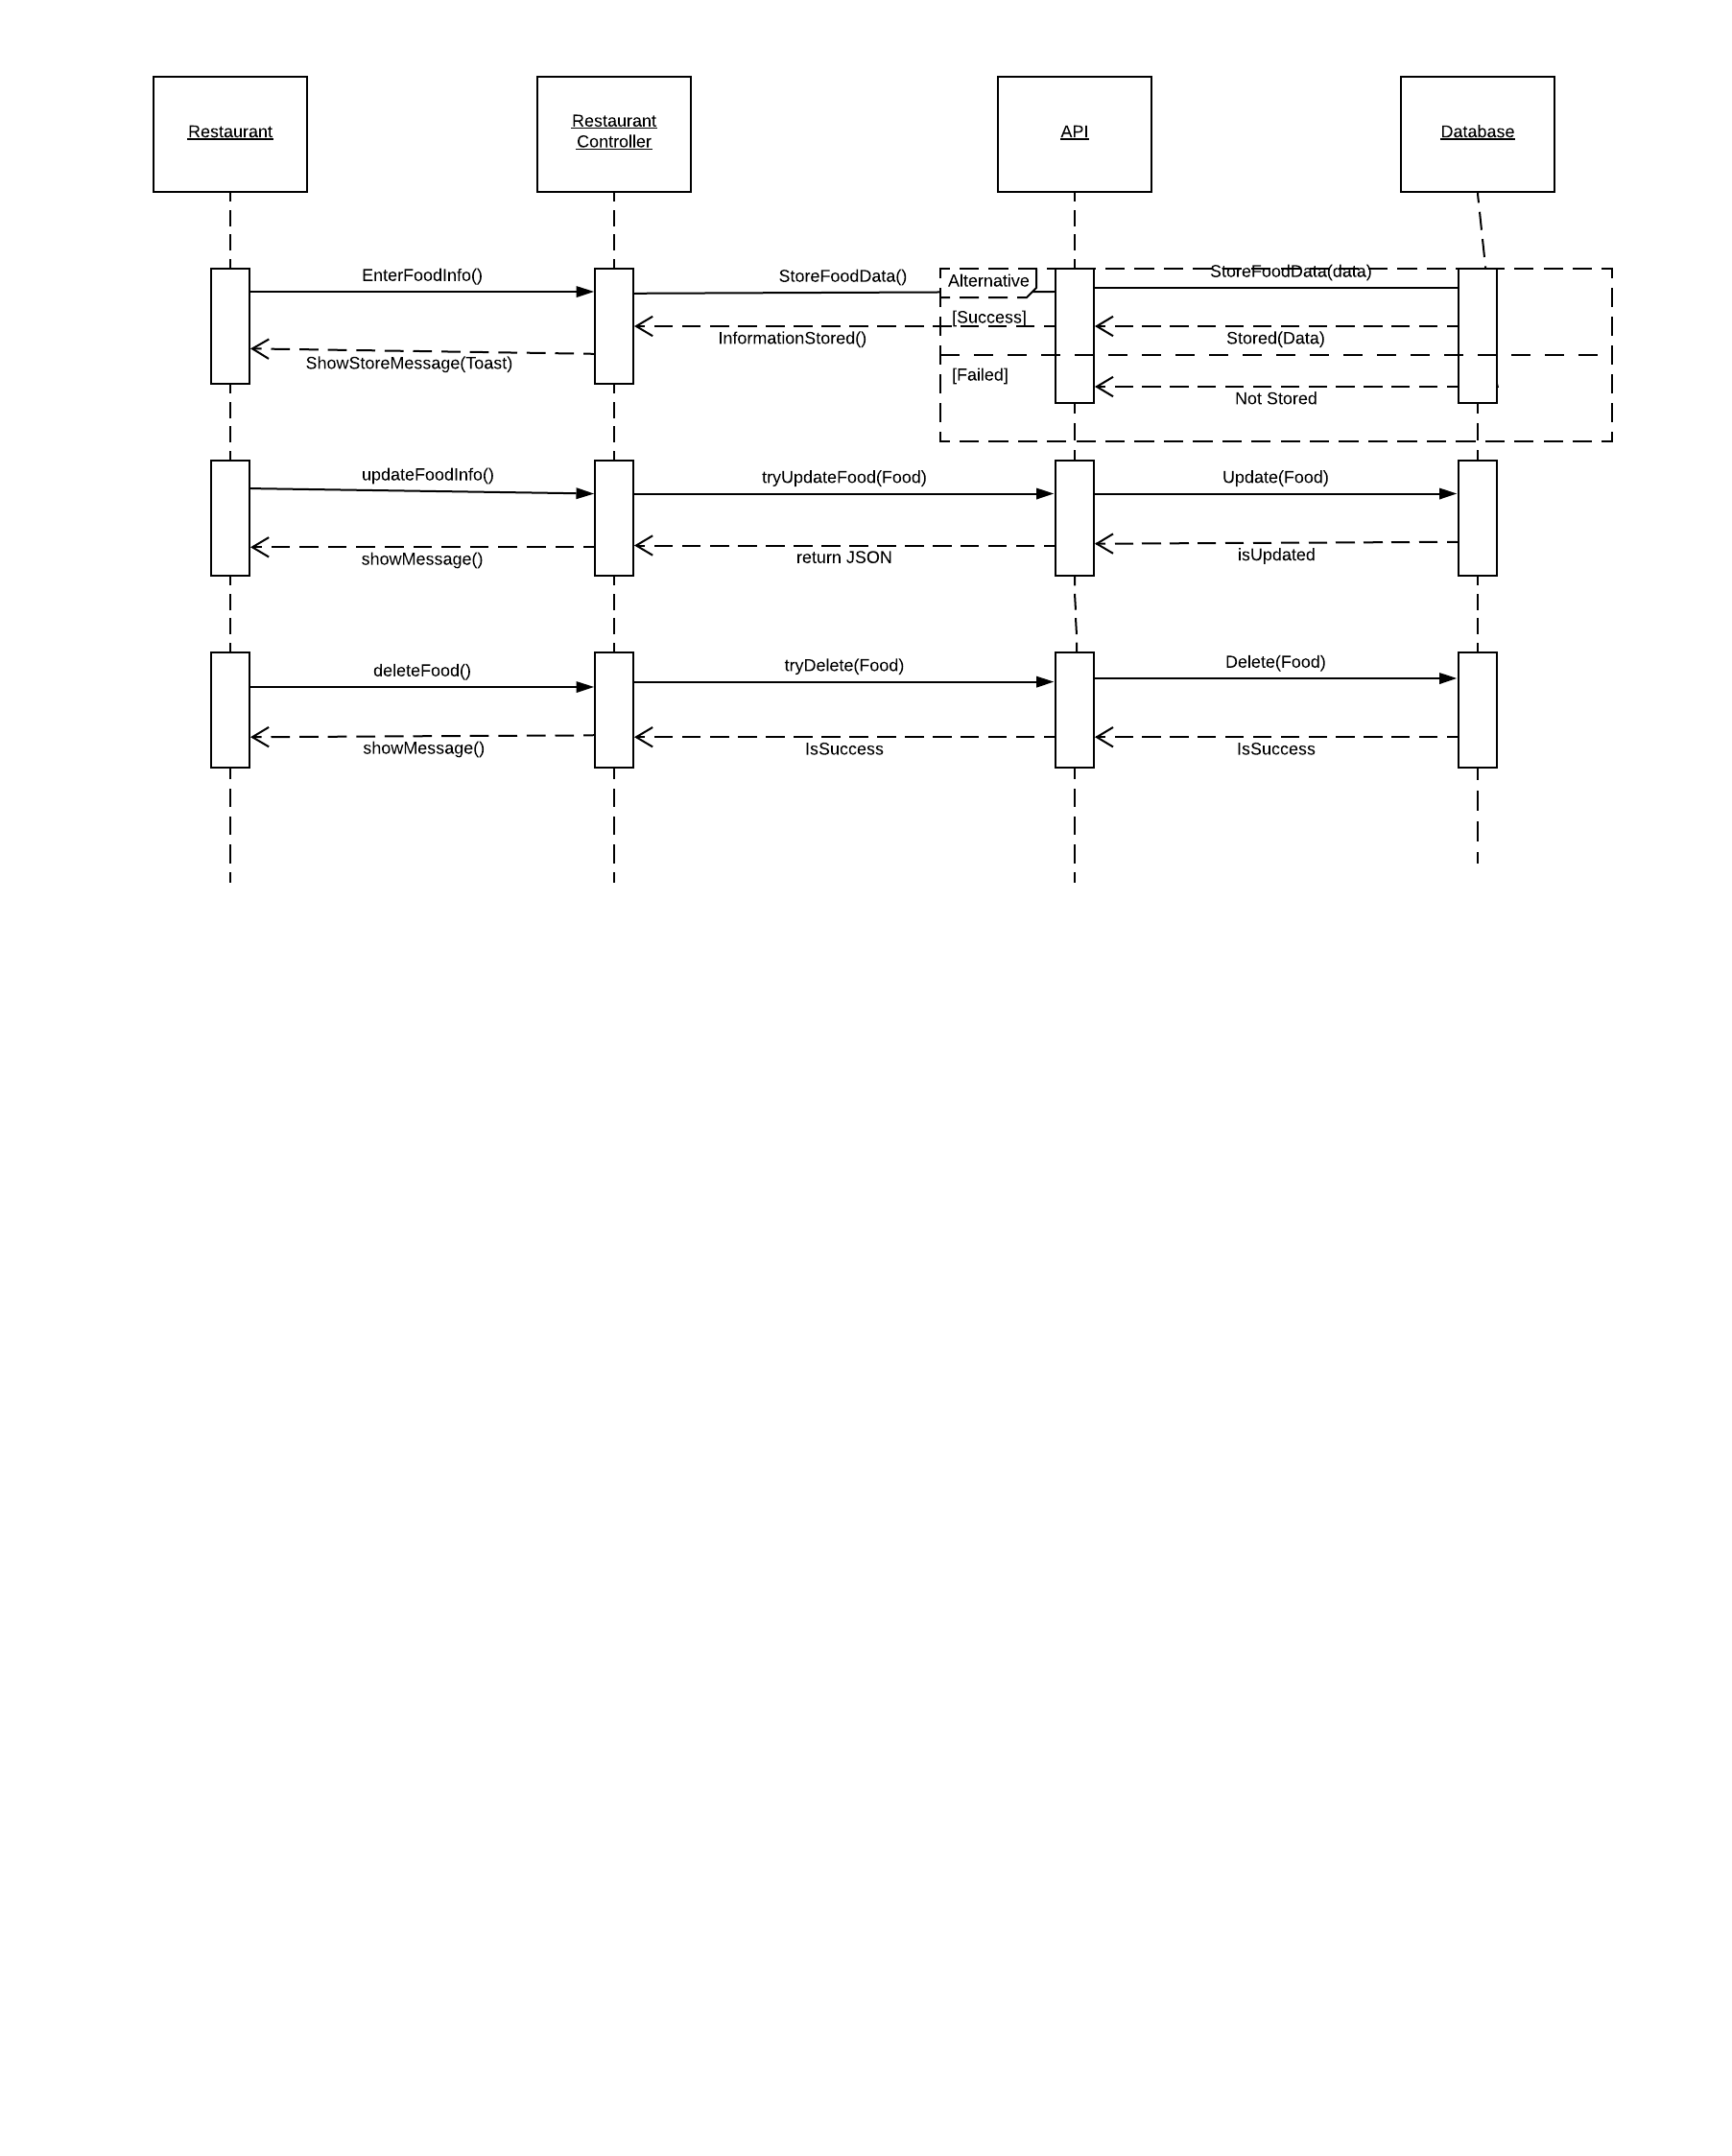 Restaurant
Restaurant
Controller
API
Database
EnterFoodInfo()
StoreFoodData()
Alternative
StoreFoodData(data)
[Success]
InformationStored()
Stored(Data)
ShowStoreMessage(Toast)
[Failed]
Not Stored
updateFoodInfo()
tryUpdateFood(Food)
Update(Food)
showMessage()
return JSON
isUpdated
deleteFood()
tryDelete(Food)
Delete(Food)
showMessage()
IsSuccess
IsSuccess